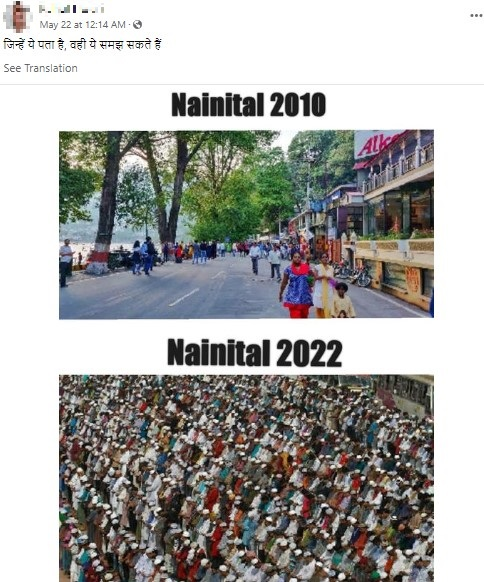 May 22 at 12:14 AM
जिन्हें ये पता है, वही ये समझ सकते हैं
See Translation
Nainital 2010
Alka
Nainital 2022